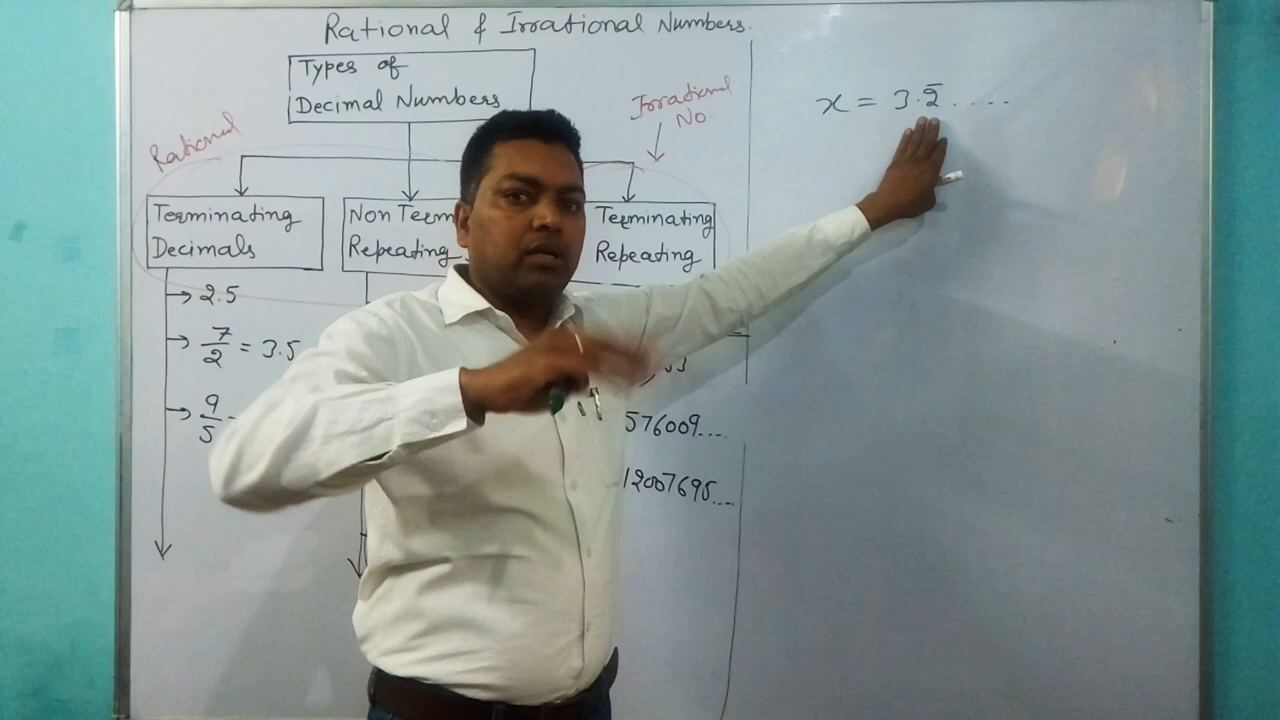 Rational & Irrational Numbers.
Types of
Decimal Numbers
Rational
Irrational
No.
Terminating
Decimals
Non Term
Repeating
Terminating
Repeating
→ 2.5
→ 7/2 = 3.5
→ 9/5
576009...
12007695...
x = 3.2̅....